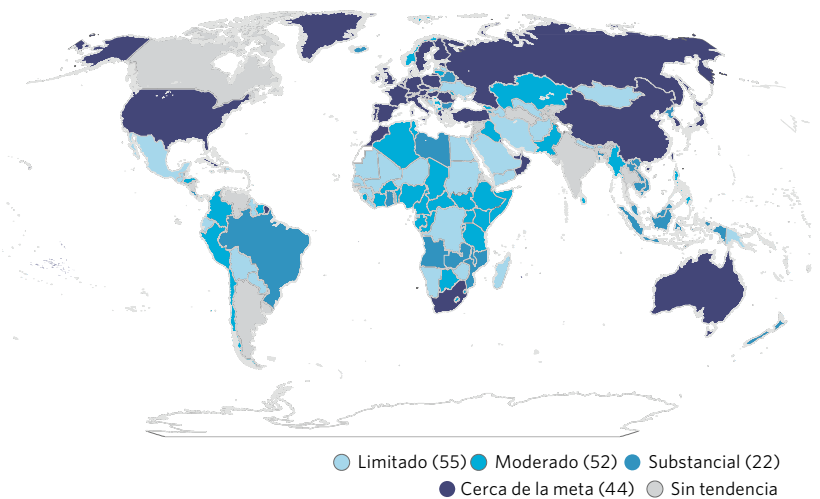 Limitado (55) Moderado (52) Substancial (22)
Cerca de la meta (44) Sin tendencia